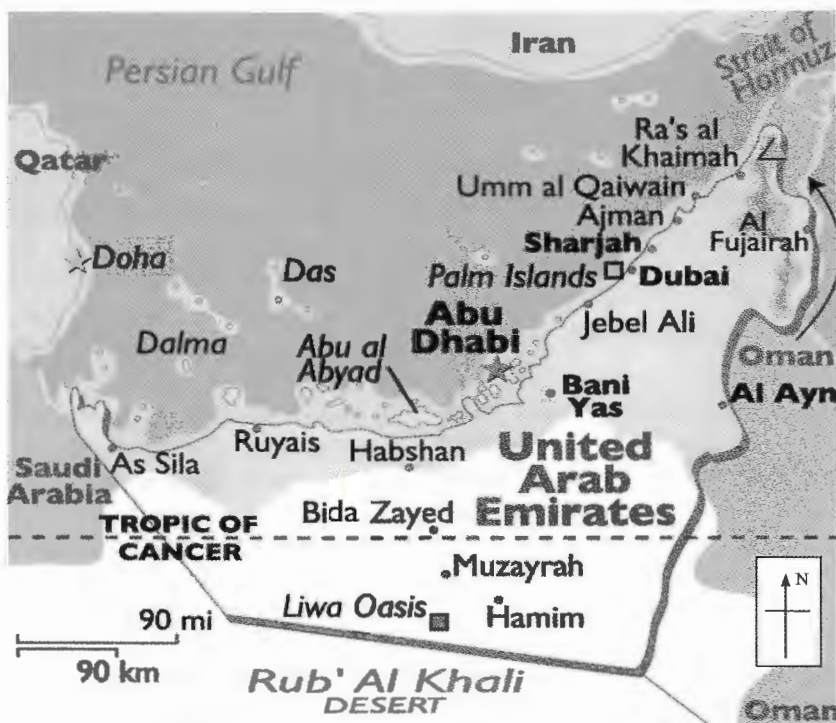 Iran
Strait of
Hormuz
Persian Gulf
Ra's al
Khaimah
Qatar
Umm al Qaiwain
Ajman
Al
Fujairah
Sharjah
Doha
Das
Palm Islands
Dubai
Abu
Dhabi
Jebel Ali
Dalma
Abu al
Abyad
Oman
Bani
Yas
Al Ayn
Ruyais
Habshan
As Sila
United
Arab
Emirates
Saudi
Arabia
Bida Zayed
TROPIC OF
CANCER
Muzayrah
N
Liwa Oasis
Hamim
90 mi
90 km
Rub' Al Khali
DESERT
Oman